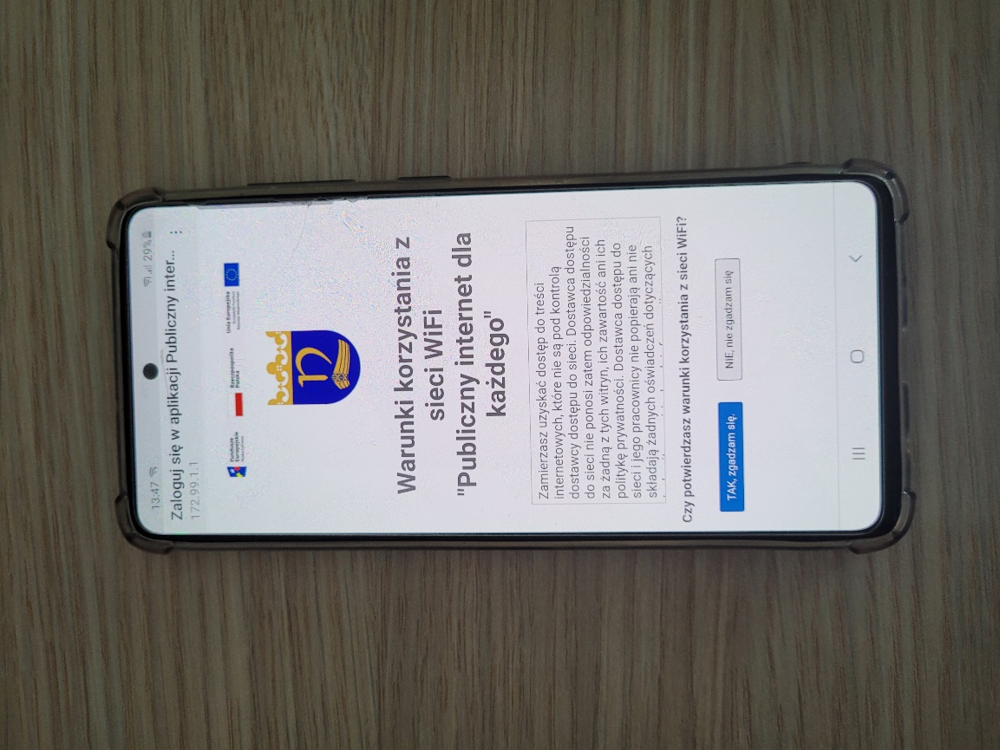 13:47
29%
Zaloguj się w aplikacji Publiczny inter...
172.99.1.1
Fundusze
Europejskie
Rzeczpospolita
Polska
Unia Europejska
Warunki korzystania z
sieci WiFi
"Publiczny internet dla
każdego"
Zamierzasz uzyskać dostęp do treści
internetowych, które nie są pod kontrolą
dostawcy dostępu do sieci. Dostawca dostępu
do sieci nie ponosi zatem odpowiedzialności
za żadną z tych witryn, ich zawartość ani ich
politykę prywatności. Dostawca dostępu do
sieci i jego pracownicy nie popierają ani nie
składają żadnych oświadczeń dotyczących
Czy potwierdzasz warunki korzystania z sieci WiFi?
TAK, zgadzam się.
NIE, nie zgadzam się